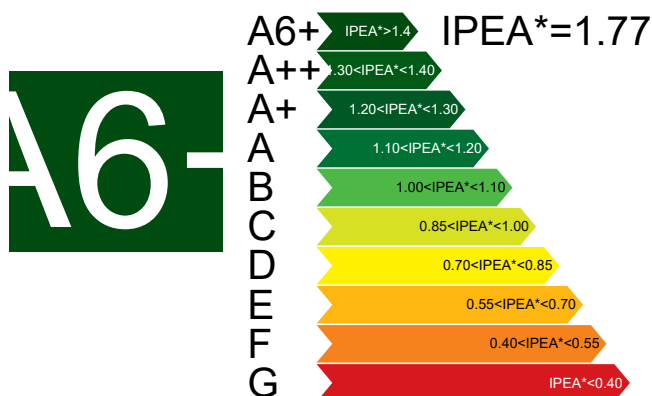 A6+
A6+ IPEA*>1.4 IPEA*=1.77
A++ 1.30<IPEA*<1.40
A+ 1.20<IPEA*<1.30
A 1.10<IPEA*<1.20
B 1.00<IPEA*<1.10
C 0.85<IPEA*<1.00
D 0.70<IPEA*<0.85
E 0.55<IPEA*<0.70
F 0.40<IPEA*<0.55
G IPEA*<0.40